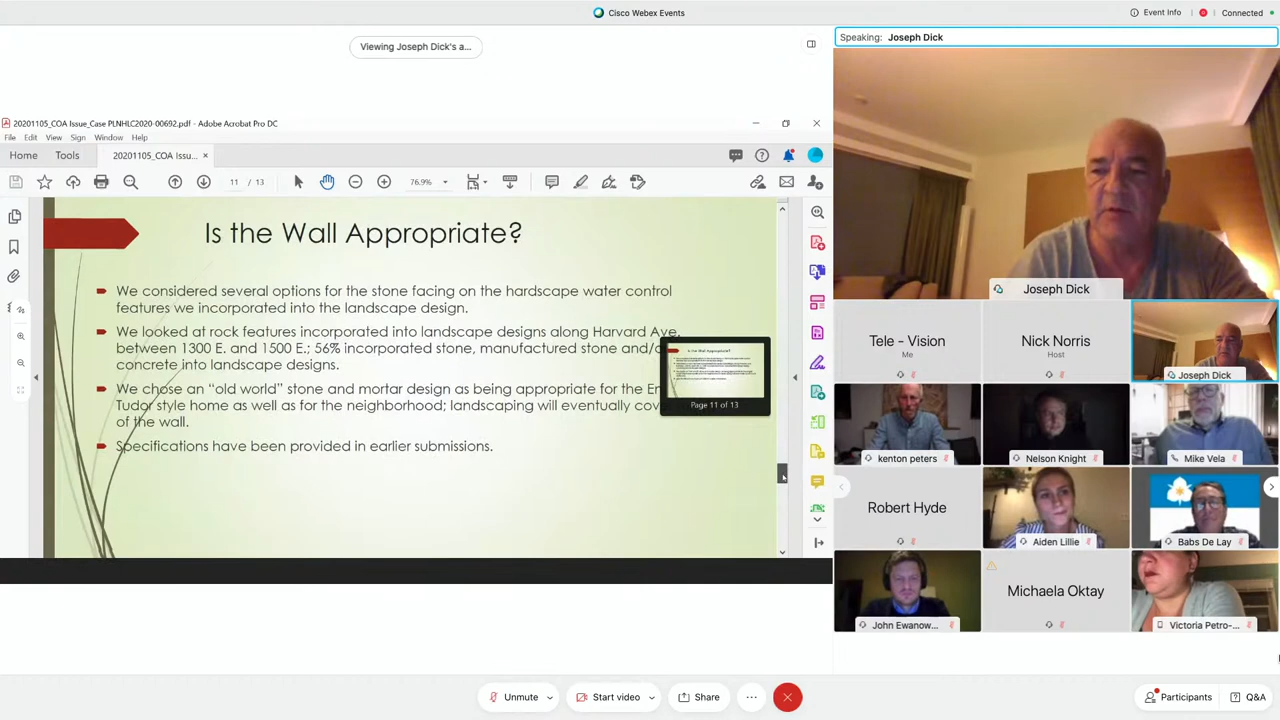 Cisco Webex Events
Event Info
Connected
Viewing Joseph Dick's a...
Speaking: Joseph Dick
20201105_COA Issue_Case PLNHLC2020-00692.pdf - Adobe Acrobat Pro DC
File Edit View Sign Window Help
Home Tools 20201105_COA Issu... ×
11 / 13 76.9%
Is the Wall Appropriate?
We considered several options for the stone facing on the hardscape water control
features we incorporated into the landscape design.
We looked at rock features incorporated into landscape designs along Harvard Ave.
between 1300 E. and 1500 E.; 56% incorporated stone, manufactured stone and/o
concrete into landscape designs.
We chose an “old world” stone and mortar design as being appropriate for the En
Tudor style home as well as for the neighborhood; landscaping will eventually cov
of the wall.
Specifications have been provided in earlier submissions.
Is the Wall Appropriate?
Page 11 of 13
Joseph Dick
Tele - Vision
Me
Nick Norris
Host
Joseph Dick
kenton peters
Nelson Knight
Mike Vela
Robert Hyde
Aiden Lillie
Babs De Lay
John Ewanow...
Michaela Oktay
Victoria Petro-...
Unmute
Start video
Share
Participants
Q&A